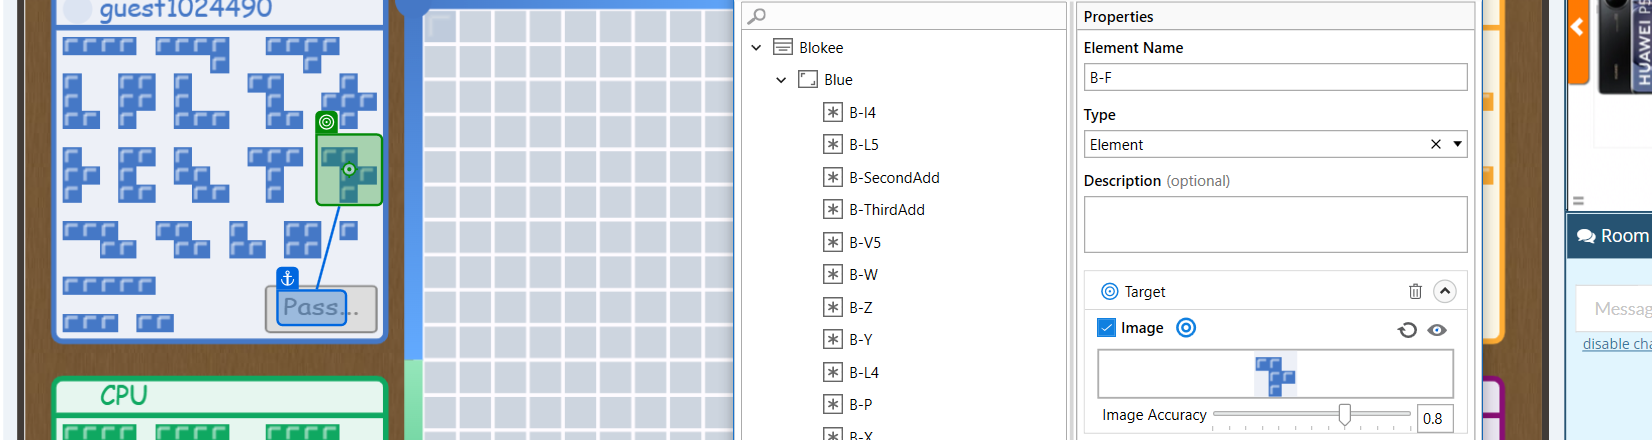 guest1024490
Pass...
CPU
Blokee
Blue
B-I4
B-L5
B-SecondAdd
B-ThirdAdd
B-V5
B-W
B-Z
B-Y
B-L4
B-P
B-X
Properties
Element Name
B-F
Type
Element
Description (optional)
Target
Image
Image Accuracy
0.8
HUAWEI P5
Room
Messag
disable cha